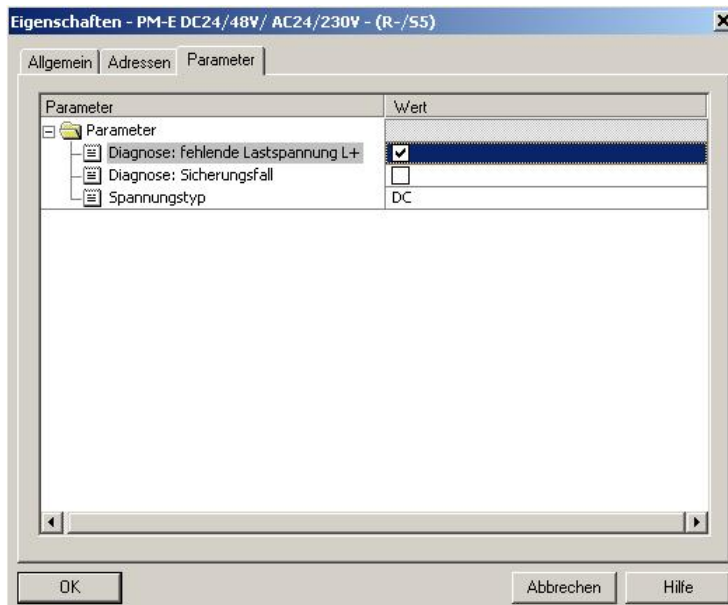 Eigenschaften - PM-E DC24/48V/ AC24/230V - (R-/S5)
Allgemein Adressen Parameter
Parameter Wert
Parameter
Diagnose: fehlende Lastspannung L+
Diagnose: Sicherungsfall
Spannungstyp DC
OK Abbrechen Hilfe